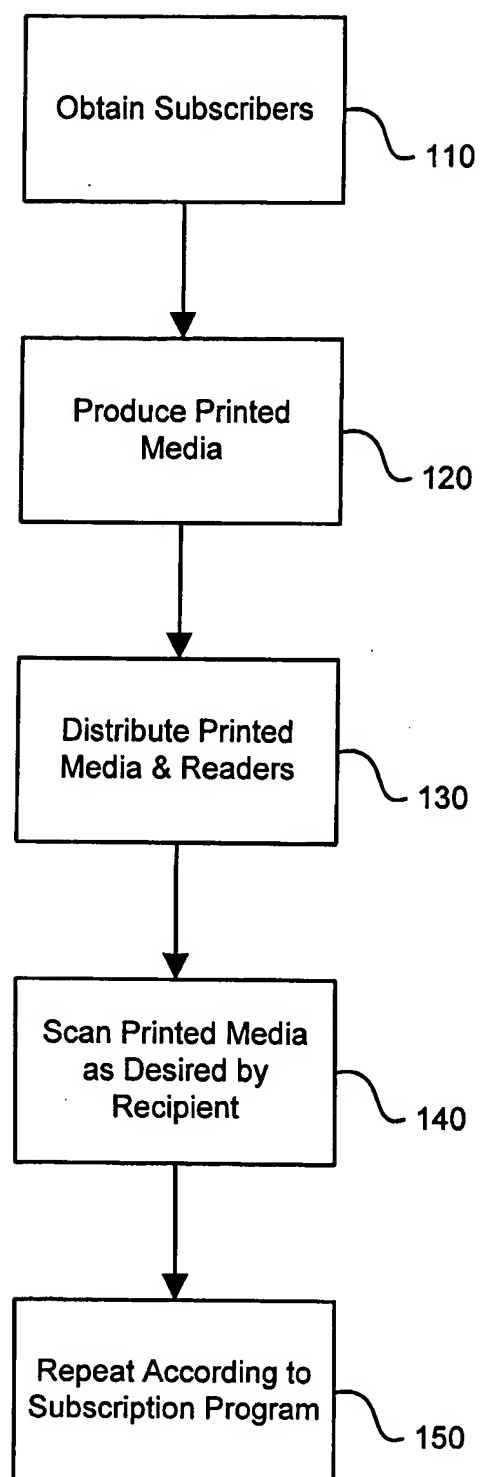 Obtain Subscribers
110
Produce Printed
Media
120
Distribute Printed
Media & Readers
130
Scan Printed Media
as Desired by
Recipient
140
Repeat According to
Subscription Program
150